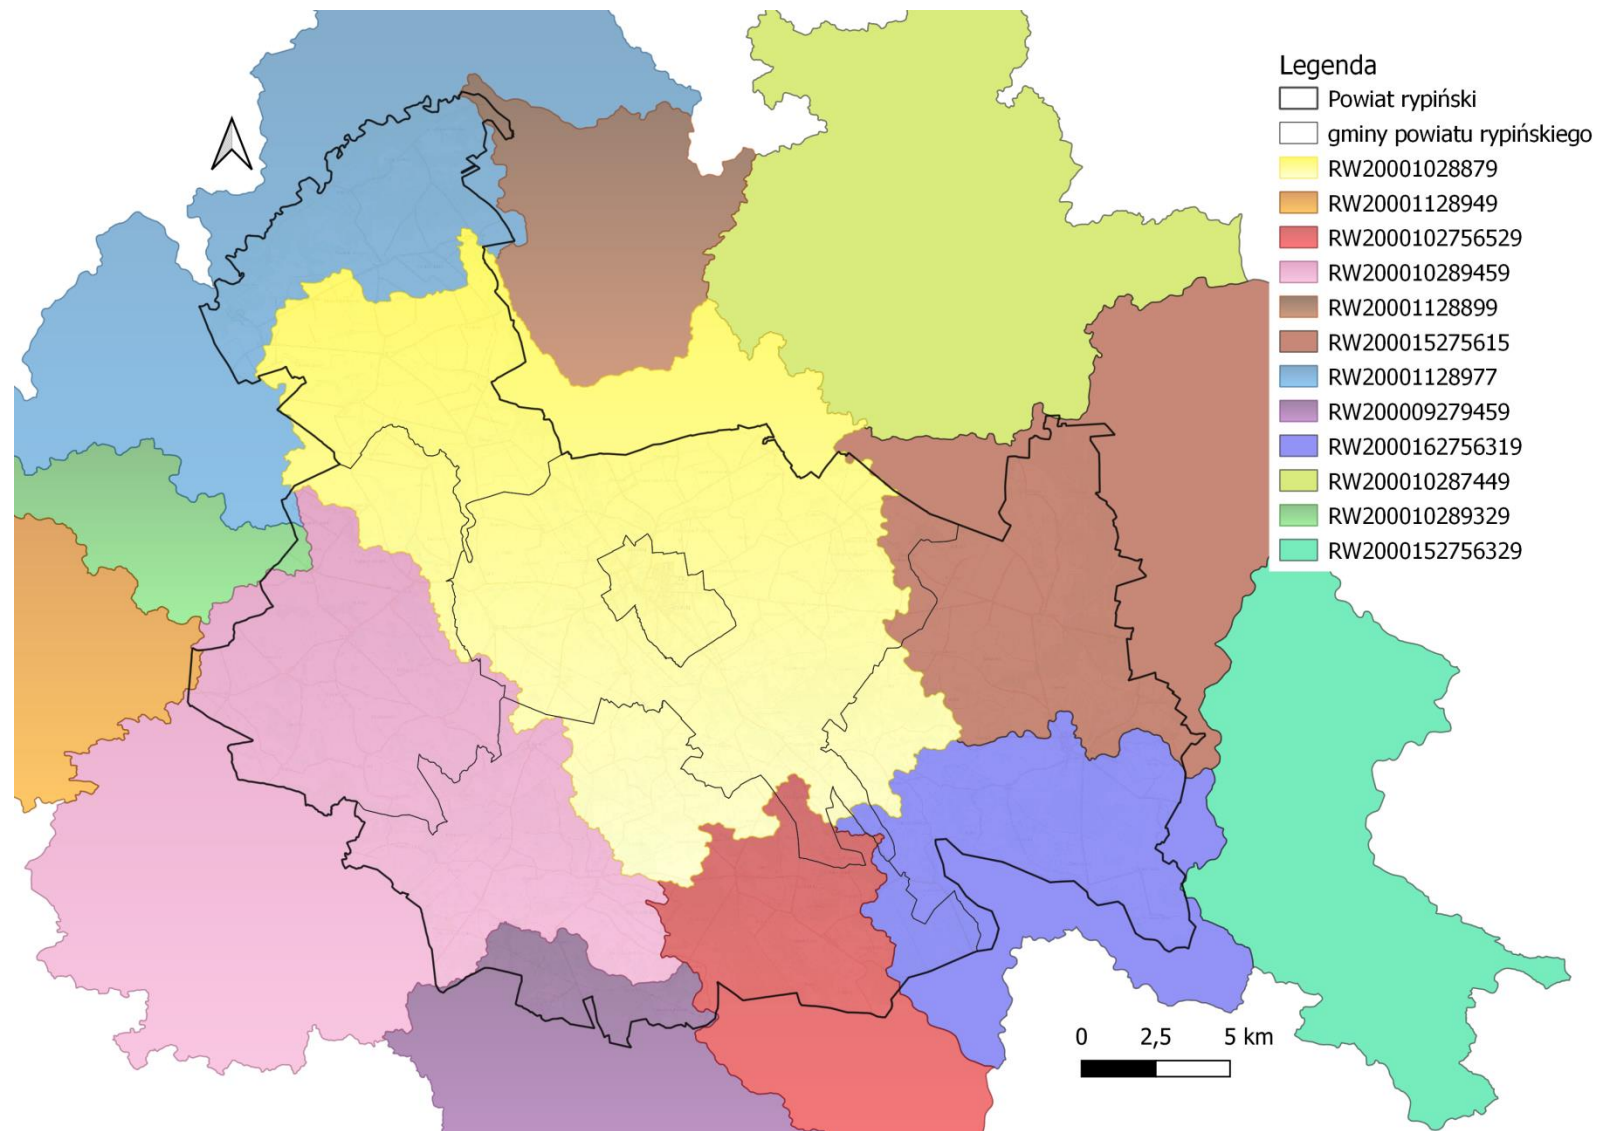 Legenda
Powiat rypiński
gminy powiatu rypińskiego
RW20001028879
RW20001128949
RW2000102756529
RW200010289459
RW20001128899
RW200015275615
RW20001128977
RW200009279459
RW2000162756319
RW200010287449
RW200010289329
RW2000152756329
0 2,5 5 km